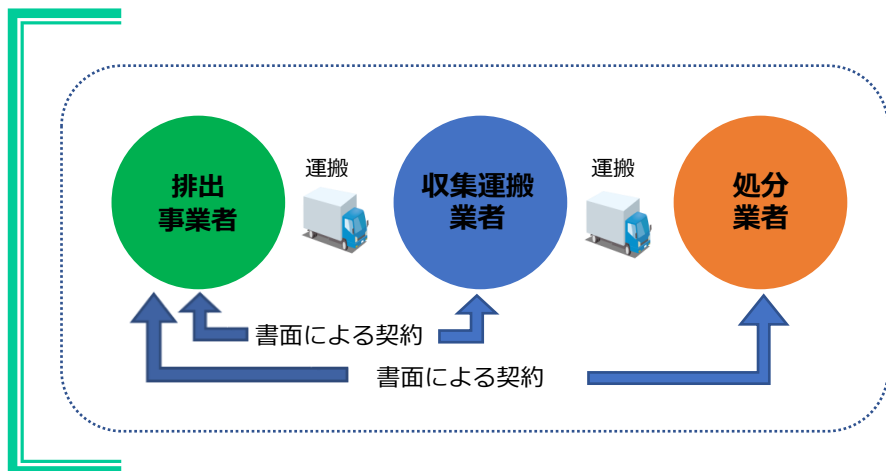 排出
事業者
運搬
収集運搬
業者
運搬
処分
業者
書面による契約
書面による契約